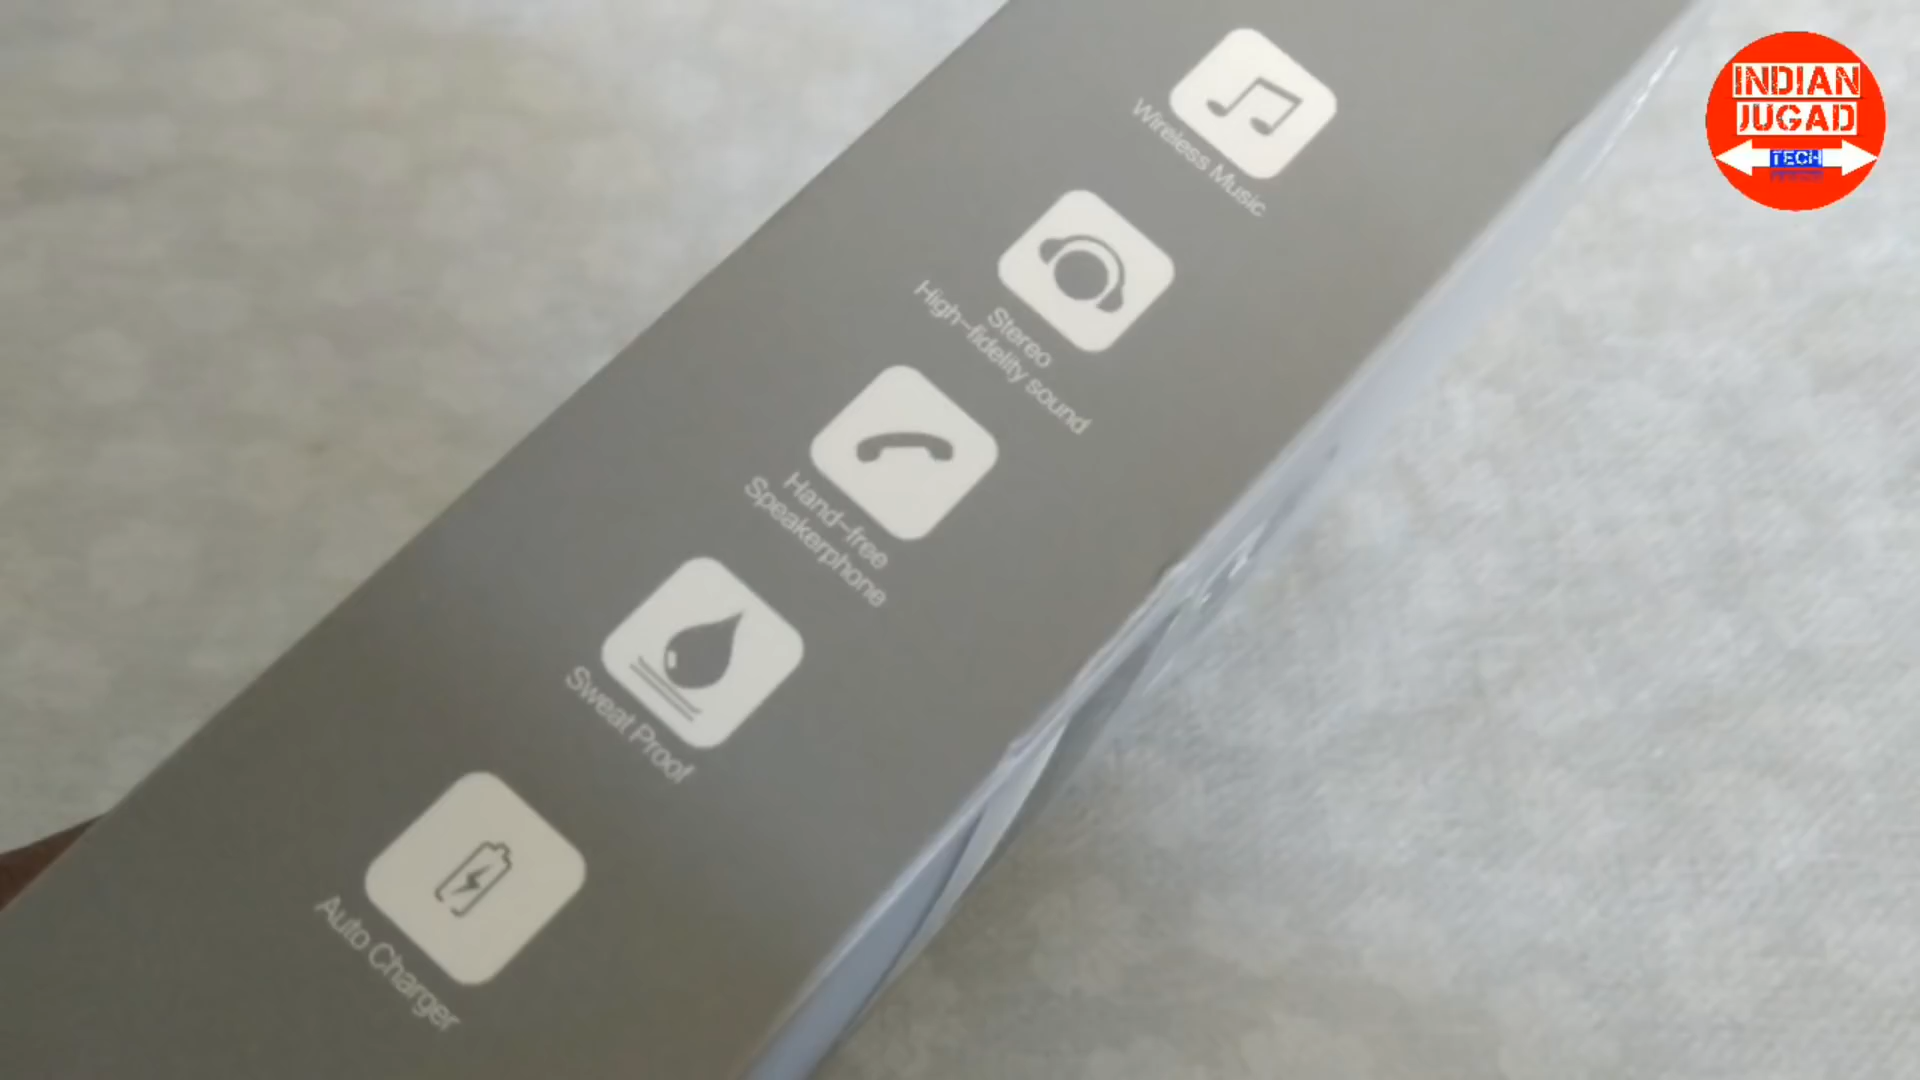 Wireless Music
Stereo
High-fidelity sound
Hand-free
Speakerphone
Sweat Proof
Auto Charger
INDIAN
JUGAD
TECH